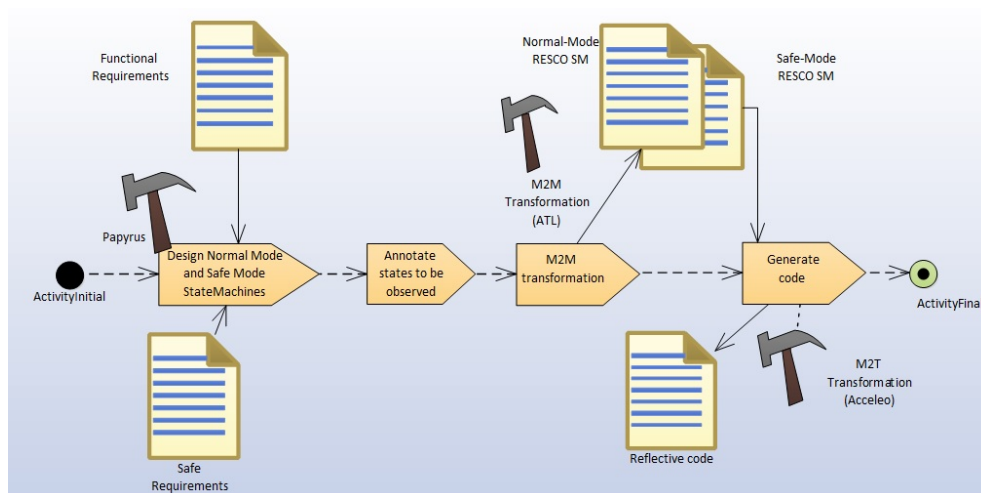 Functional
Requirements
Normal-Mode
RESCO SM
Safe-Mode
RESCO SM
M2M
Transformation
(ATL)
Papyrus
ActivityInitial
Design Normal Mode
and Safe Mode
StateMachines
Annotate
states to be
observed
M2M
transformation
Generate
code
ActivityFinal
Safe
Requirements
Reflective code
M2T
Transformation
(Acceleo)